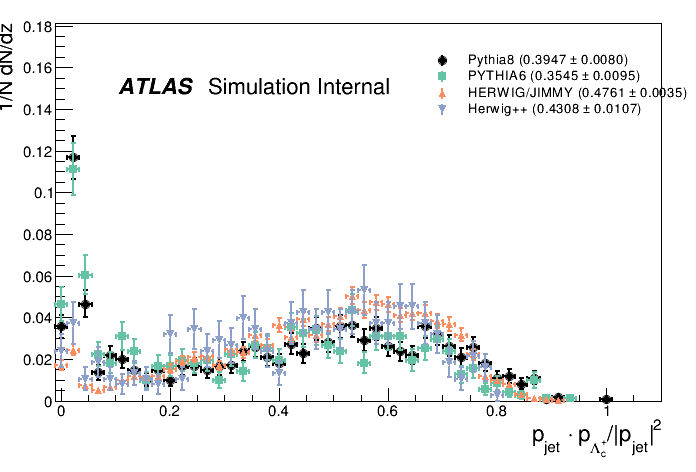 0.18
0.16
0.14
0.12
0.1
0.08
0.06
0.04
0.02
0
1/N dN/dz
ATLAS Simulation Internal
Pythia8 (0.3947 ± 0.0080)
PYTHIA6 (0.3545 ± 0.0095)
HERWIG/JIMMY (0.4761 ± 0.0035)
Herwig++ (0.4308 ± 0.0107)
0 0.2 0.4 0.6 0.8 1
p_jet · p_Λ_c^+/|p_jet|^2